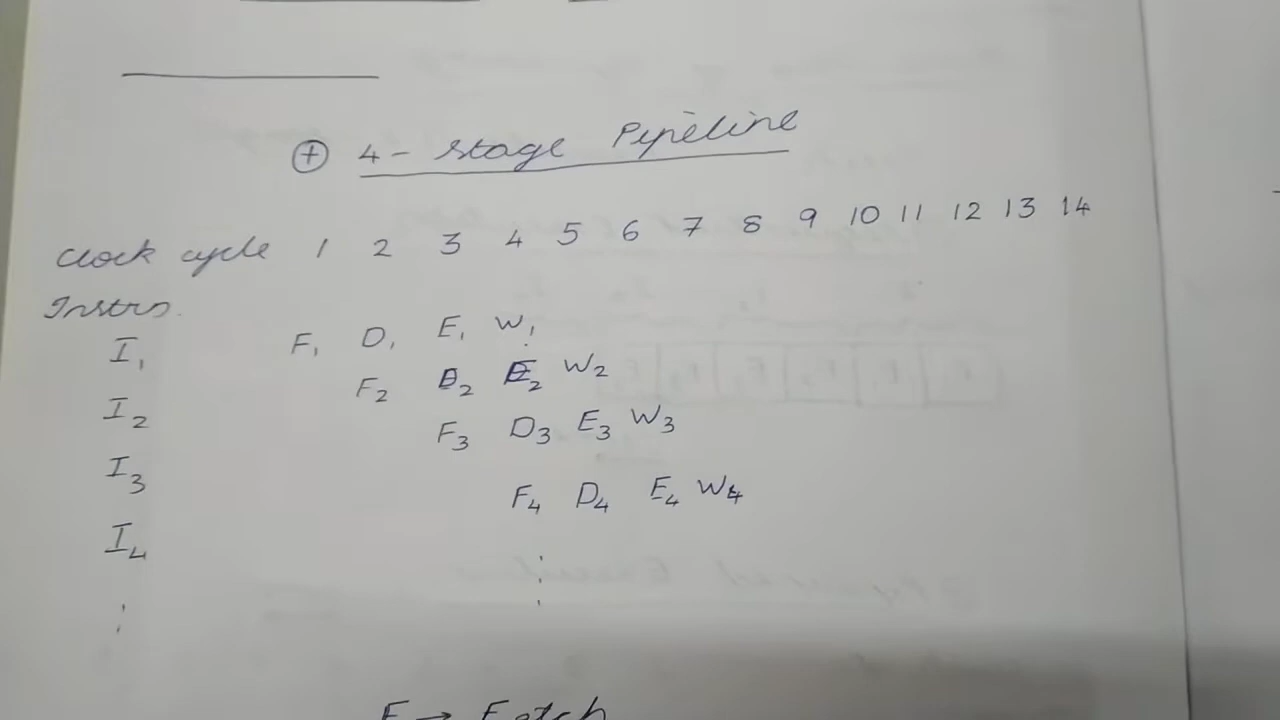 ⊕ 4-stage Pipeline
Clock cycle 1 2 3 4 5 6 7 8 9 10 11 12 13 14
Instrs.
I₁ F₁ D₁ E₁ W₁
I₂ F₂ D₂ E₂ W₂
I₃ F₃ D₃ E₃ W₃
I₄ F₄ D₄ E₄ W₄
⋮ ⋮
F → Fetch